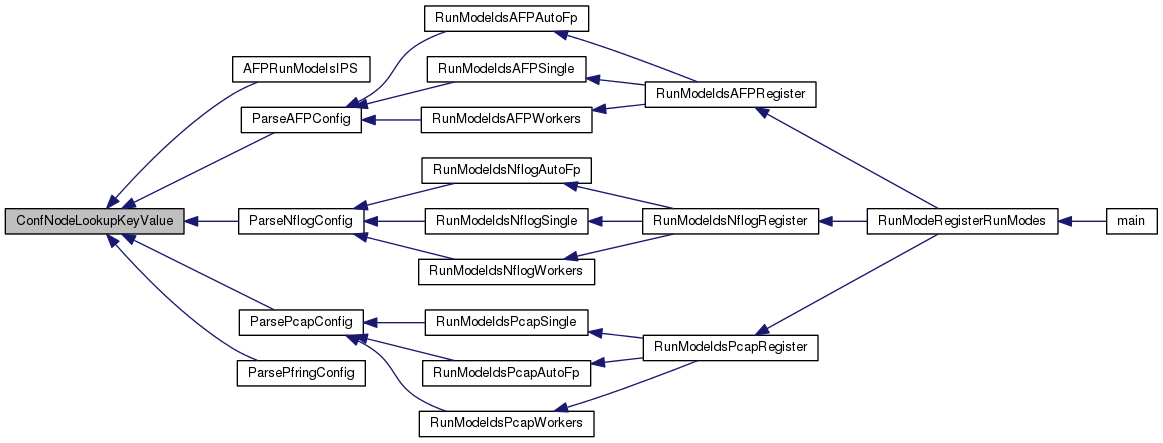 RunModeIdsAFPAutoFp
AFPRunModeIsIPS
RunModeIdsAFPSingle
RunModeIdsAFPRegister
ParseAFPConfig
RunModeIdsAFPWorkers
RunModeIdsNflogAutoFp
ConfNodeLookupKeyValue
ParseNflogConfig
RunModeIdsNflogSingle
RunModeIdsNflogRegister
RunModeRegisterRunModes
main
RunModeIdsNflogWorkers
ParsePcapConfig
RunModeIdsPcapSingle
RunModeIdsPcapRegister
ParsePfringConfig
RunModeIdsPcapAutoFp
RunModeIdsPcapWorkers